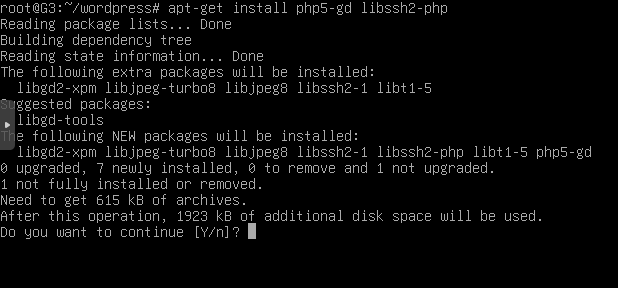 root@G3:~/wordpress# apt-get install php5-gd libssh2-php
Reading package lists... Done
Building dependency tree
Reading state information... Done
The following extra packages will be installed:
  libgd2-xpm libjpeg-turbo8 libjpeg8 libssh2-1 libt1-5
Suggested packages:
  libgd-tools
The following NEW packages will be installed:
  libgd2-xpm libjpeg-turbo8 libjpeg8 libssh2-1 libssh2-php libt1-5 php5-gd
0 upgraded, 7 newly installed, 0 to remove and 1 not upgraded.
1 not fully installed or removed.
Need to get 615 kB of archives.
After this operation, 1923 kB of additional disk space will be used.
Do you want to continue [Y/n]?